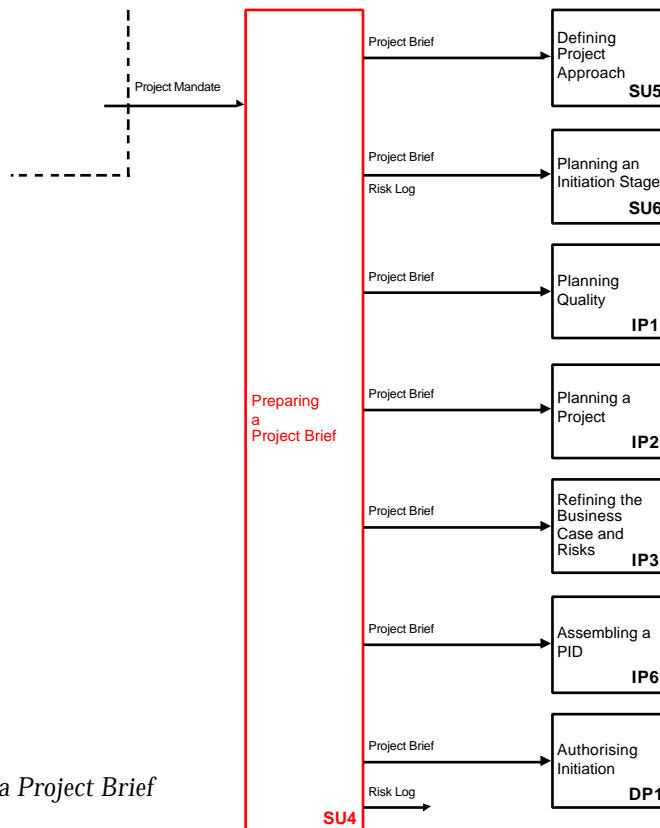 Project Mandate
Preparing
a
Project Brief
SU4
Project Brief
Defining
Project
Approach
SU5
Project Brief
Risk Log
Planning an
Initiation Stage
SU6
Project Brief
Planning
Quality
IP1
Project Brief
Planning a
Project
IP2
Project Brief
Refining the
Business
Case and
Risks
IP3
Project Brief
Assembling a
PID
IP6
Project Brief
Risk Log
Authorising
Initiation
DP1
a Project Brief